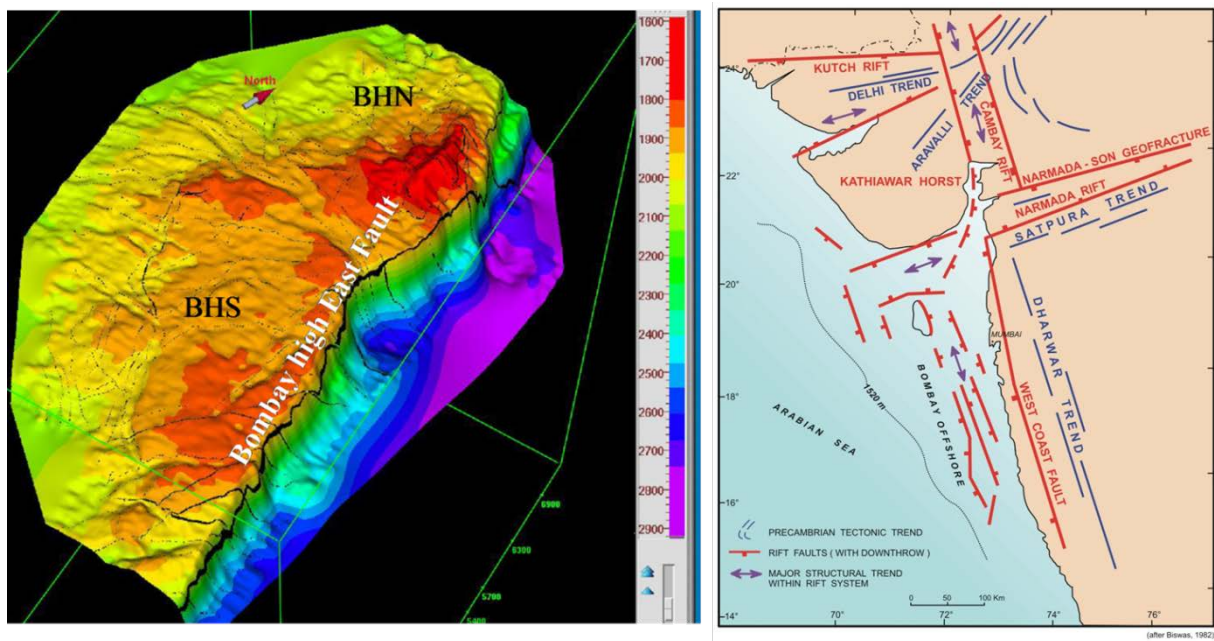 North
BHN
BHS
Bombay high East Fault
1600
1700
1800
1900
2000
2100
2200
2300
2400
2500
2600
2700
2800
2900
6900
6300
5700
24°
22°
20°
18°
16°
14°
70°
72°
74°
76°
KUTCH RIFT
DELHI TREND
ARAVALLI
TREND
CAMBAY RIFT
KATHIAWAR HORST
NARMADA - SON GEOFRACTURE
NARMADA RIFT
SATPURA TREND
DHARWAR TREND
MUMBAI
WEST COAST FAULT
BOMBAY OFFSHORE
1520 m
ARABIAN SEA
PRECAMBRIAN TECTONIC TREND
RIFT FAULTS ( WITH DOWNTHROW )
MAJOR STRUCTURAL TREND
WITHIN RIFT SYSTEM
0 50 100 Km
(after Biswas, 1982)